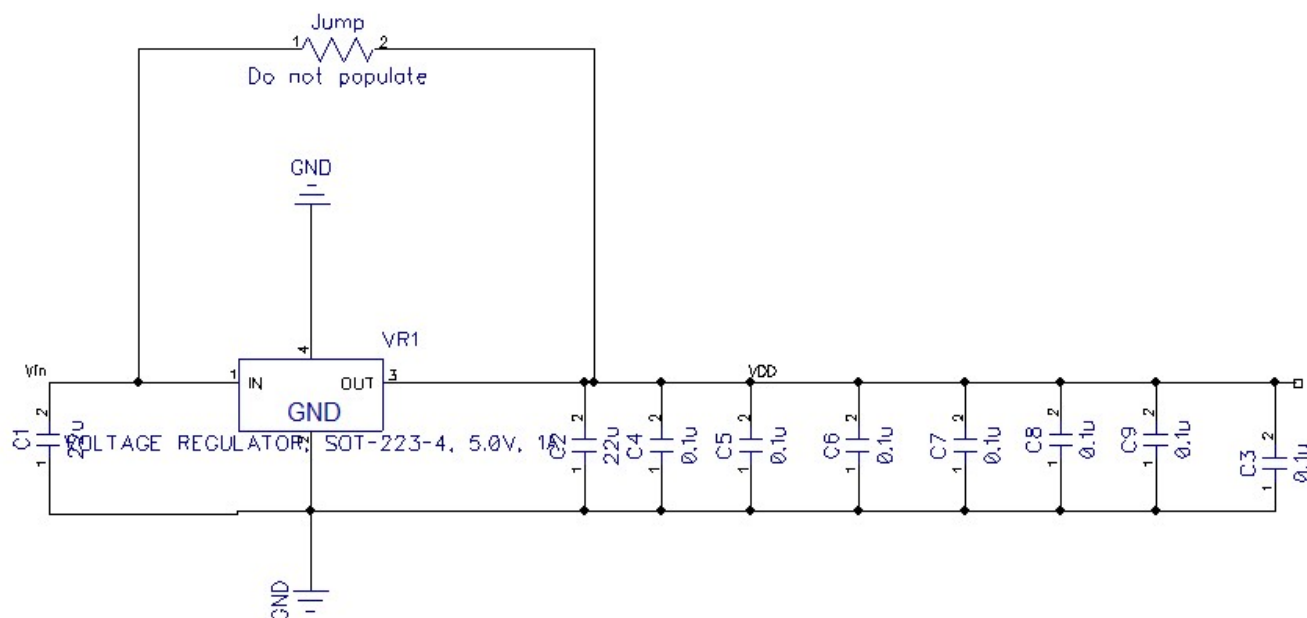 Jump
1 2
Do not populate
GND
4
VR1
Vin
1 IN OUT 3
VDD
GND
2
VOLTAGE REGULATOR, SOT-223-4, 5.0V, 1A
C1 22u 2 1
C2 22u 2 1
C4 0.1u 2 1
C5 0.1u 2 1
C6 0.1u 2 1
C7 0.1u 2 1
C8 0.1u 2 1
C9 0.1u 2 1
C3 0.1u 2 1
GND